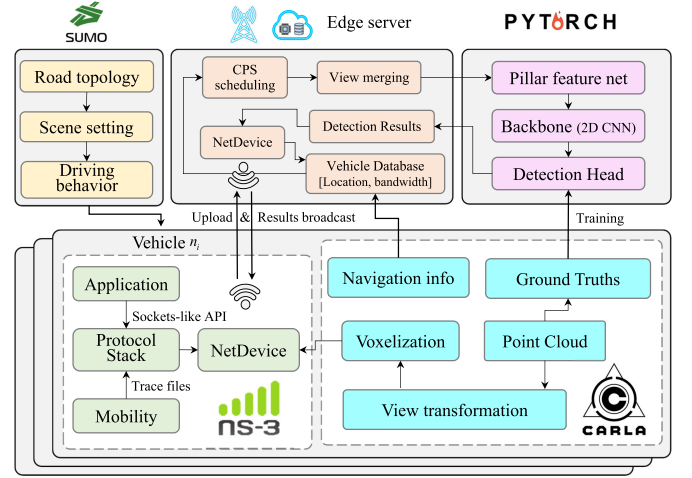 SUMO
Edge server
PYTORCH
Road topology
Scene setting
Driving
behavior
CPS
scheduling
View merging
NetDevice
Detection Results
Vehicle Database
[Location, bandwidth]
Pillar feature net
Backbone (2D CNN)
Detection Head
Upload & Results broadcast
Training
Vehicle nᵢ
Application
Sockets-like API
Protocol
Stack
Trace files
Mobility
NetDevice
NS-3
Navigation info
Ground Truths
Voxelization
Point Cloud
View transformation
CARLA